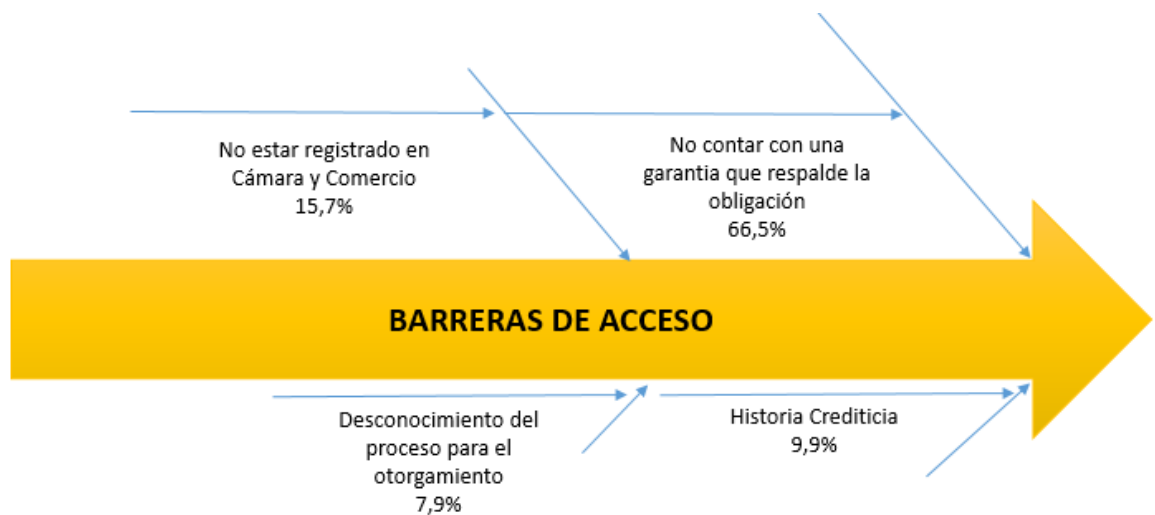 No estar registrado en
Cámara y Comercio
15,7%
No contar con una
garantia que respalde la
obligación
66,5%
BARRERAS DE ACCESO
Desconocimiento del
proceso para el
otorgamiento
7,9%
Historia Crediticia
9,9%